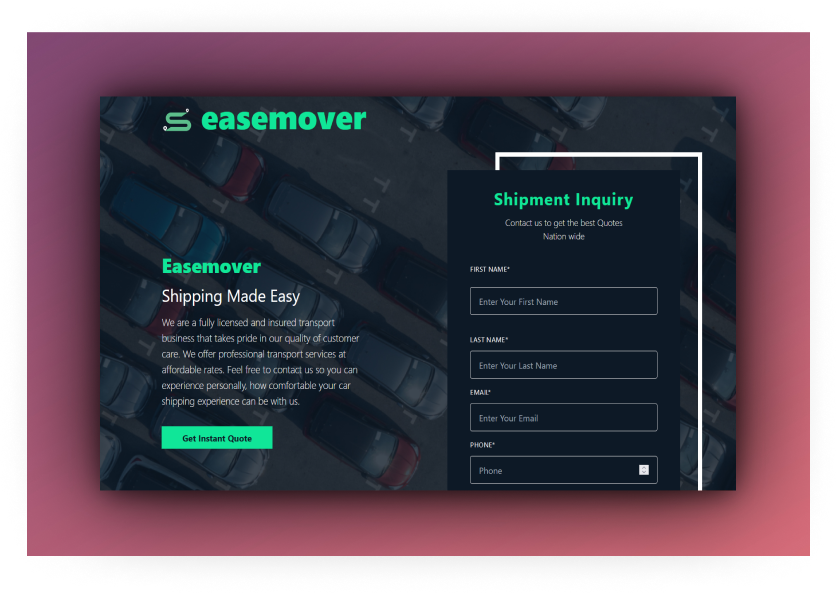 easemover
Shipment Inquiry
Contact us to get the best Quotes
Nation wide
FIRST NAME*
Enter Your First Name
LAST NAME*
Enter Your Last Name
EMAIL*
Enter Your Email
PHONE*
Phone
Easemover
Shipping Made Easy
We are a fully licensed and insured transport
business that takes pride in our quality of customer
care. We offer professional transport services at
affordable rates. Feel free to contact us so you can
experience personally, how comfortable your car
shipping experience can be with us.
Get Instant Quote